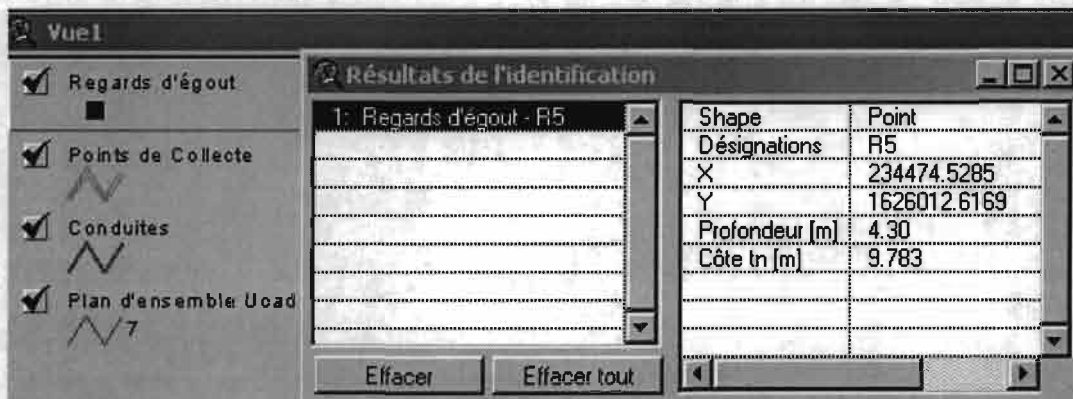 Vue1
Regards d'égout
Points de Collecte
Conduites
Plan d'ensemble Ucad
7
Résultats de l'identification
1: Regards d'égout - R5
Effacer
Effacer tout
Shape Point
Désignations R5
X 234474.5285
Y 1626012.6169
Profondeur [m] 4.30
Côte tn [m] 9.783